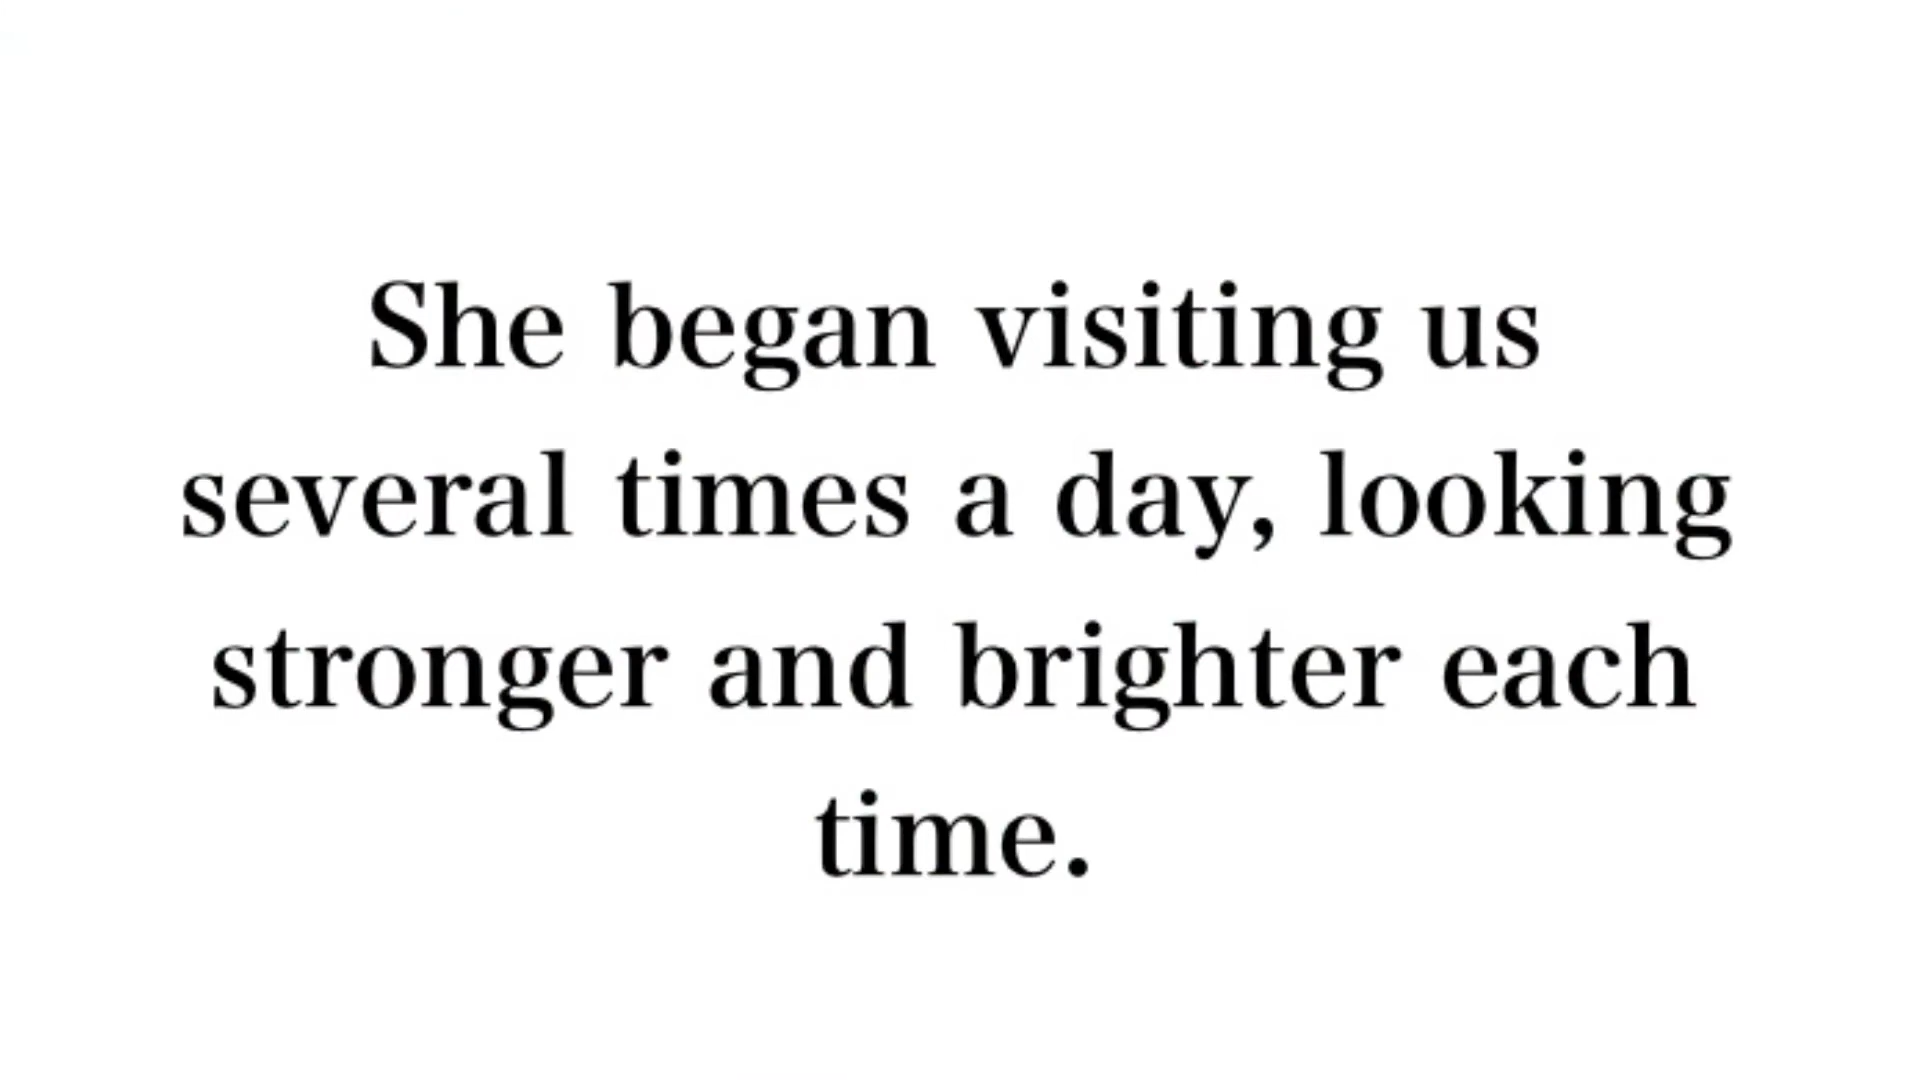 She began visiting us
several times a day, looking
stronger and brighter each
time.